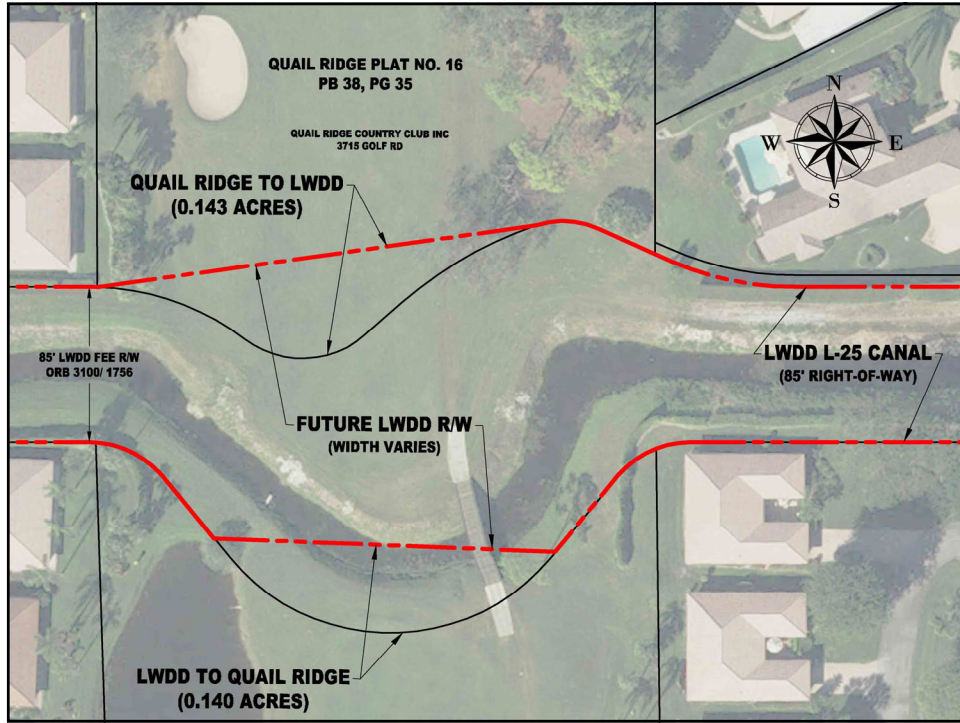 QUAIL RIDGE PLAT NO. 16
PB 38, PG 35
QUAIL RIDGE COUNTRY CLUB INC
3715 GOLF RD
N
W
E
S
QUAIL RIDGE TO LWDD
(0.143 ACRES)
85' LWDD FEE R/W
ORB 3100/ 1756
LWDD L-25 CANAL
(85' RIGHT-OF-WAY)
FUTURE LWDD R/W
(WIDTH VARIES)
LWDD TO QUAIL RIDGE
(0.140 ACRES)